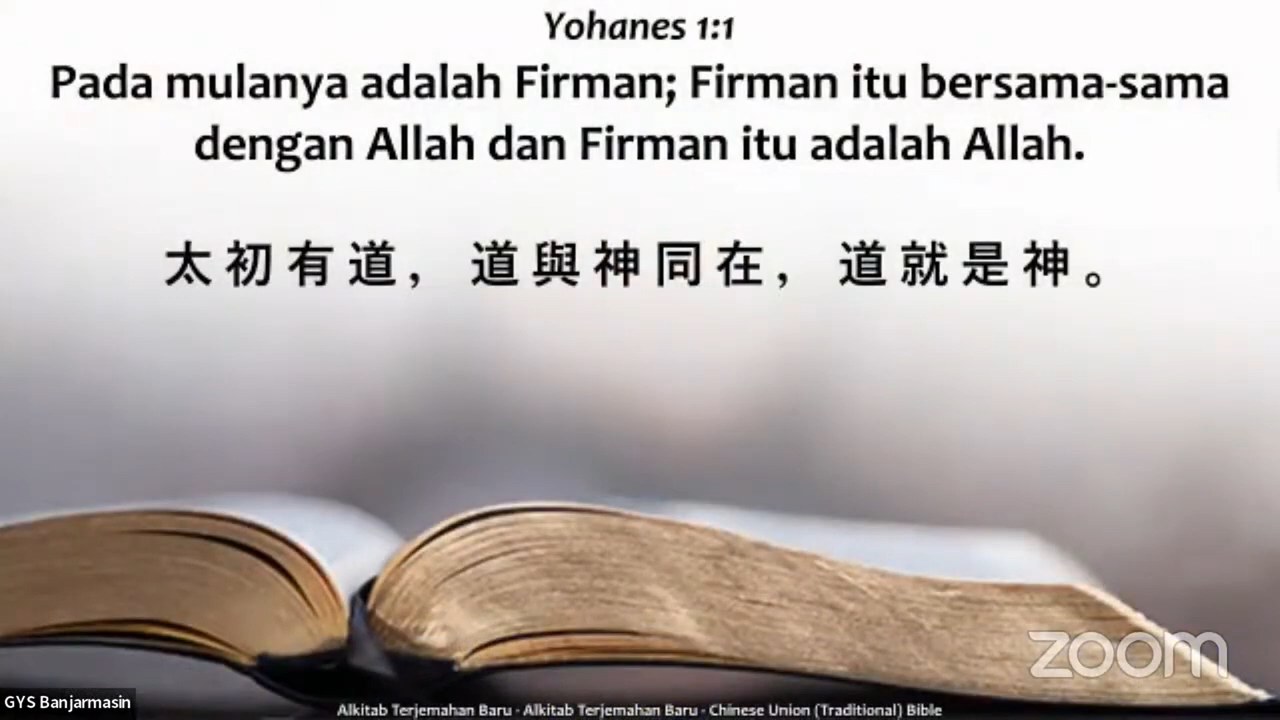 Yohanes 1:1
Pada mulanya adalah Firman; Firman itu bersama-sama
dengan Allah dan Firman itu adalah Allah.
太初有道，道與神同在，道就是神。
zoom
GYS Banjarmasin
Alkitab Terjemahan Baru - Alkitab Terjemahan Baru - Chinese Union (Traditional) Bible